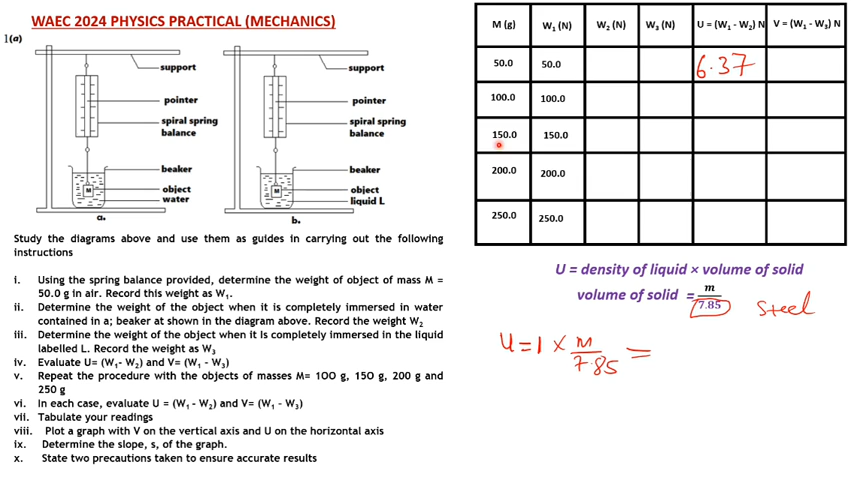 WAEC 2024 PHYSICS PRACTICAL (MECHANICS)
1(a)
support
pointer
spiral spring
balance
beaker
object
water
M
a.
support
pointer
spiral spring
balance
beaker
object
liquid L
M
b.
Study the diagrams above and use them as guides in carrying out the following
instructions
i. Using the spring balance provided, determine the weight of object of mass M =
50.0 g in air. Record this weight as W₁.
ii. Determine the weight of the object when it is completely immersed in water
contained in a; beaker at shown in the diagram above. Record the weight W₂
iii. Determine the weight of the object when it Is completely immersed in the liquid
labelled L. Record the weight as W₃
iv. Evaluate U= (W₁- W₂) and V= (W₁ - W₃)
v. Repeat the procedure with the objects of masses M= 1OO g, 150 g, 200 g and
250 g
vi. In each case, evaluate U = (W₁ - W₂) and V= (W₁ - W₃)
vii. Tabulate your readings
viii. Plot a graph with V on the vertical axis and U on the horizontal axis
ix. Determine the slope, s, of the graph.
x. State two precautions taken to ensure accurate results
M (g) W₁ (N) W₂ (N) W₃ (N) U = (W₁ - W₂) N V = (W₁ - W₃) N
50.0 50.0 6.37
100.0 100.0
150.0 150.0
200.0 200.0
250.0 250.0
U = density of liquid × volume of solid
volume of solid = m/7.85 steel
U = 1 × M/7.85 =